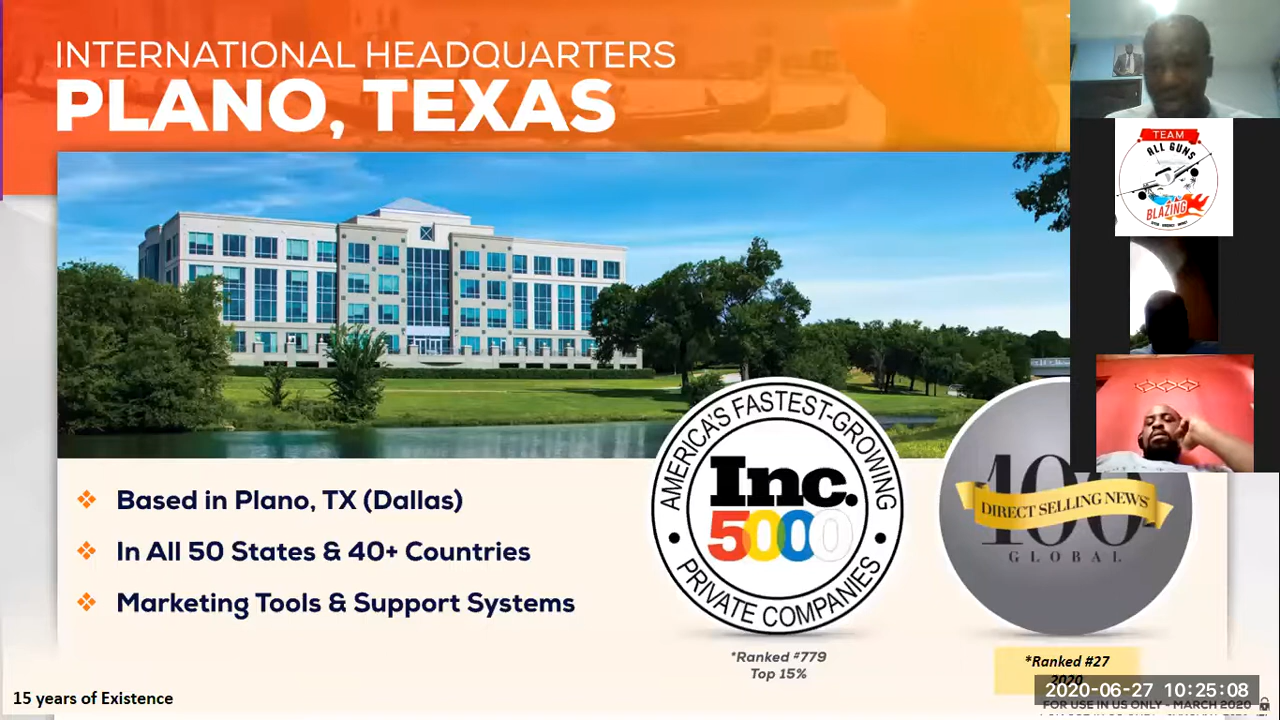 INTERNATIONAL HEADQUARTERS
PLANO, TEXAS
TEAM
ALL GUNS
BLAZING
AMERICA'S FASTEST-GROWING
Inc.
5000
PRIVATE COMPANIES
100
DIRECT SELLING NEWS
GLOBAL
Based in Plano, TX (Dallas)
In All 50 States & 40+ Countries
Marketing Tools & Support Systems
*Ranked #779
Top 15%
*Ranked #27
2020
15 years of Existence
2020-06-27 10:25:08
FOR USE IN US ONLY - MARCH 2020